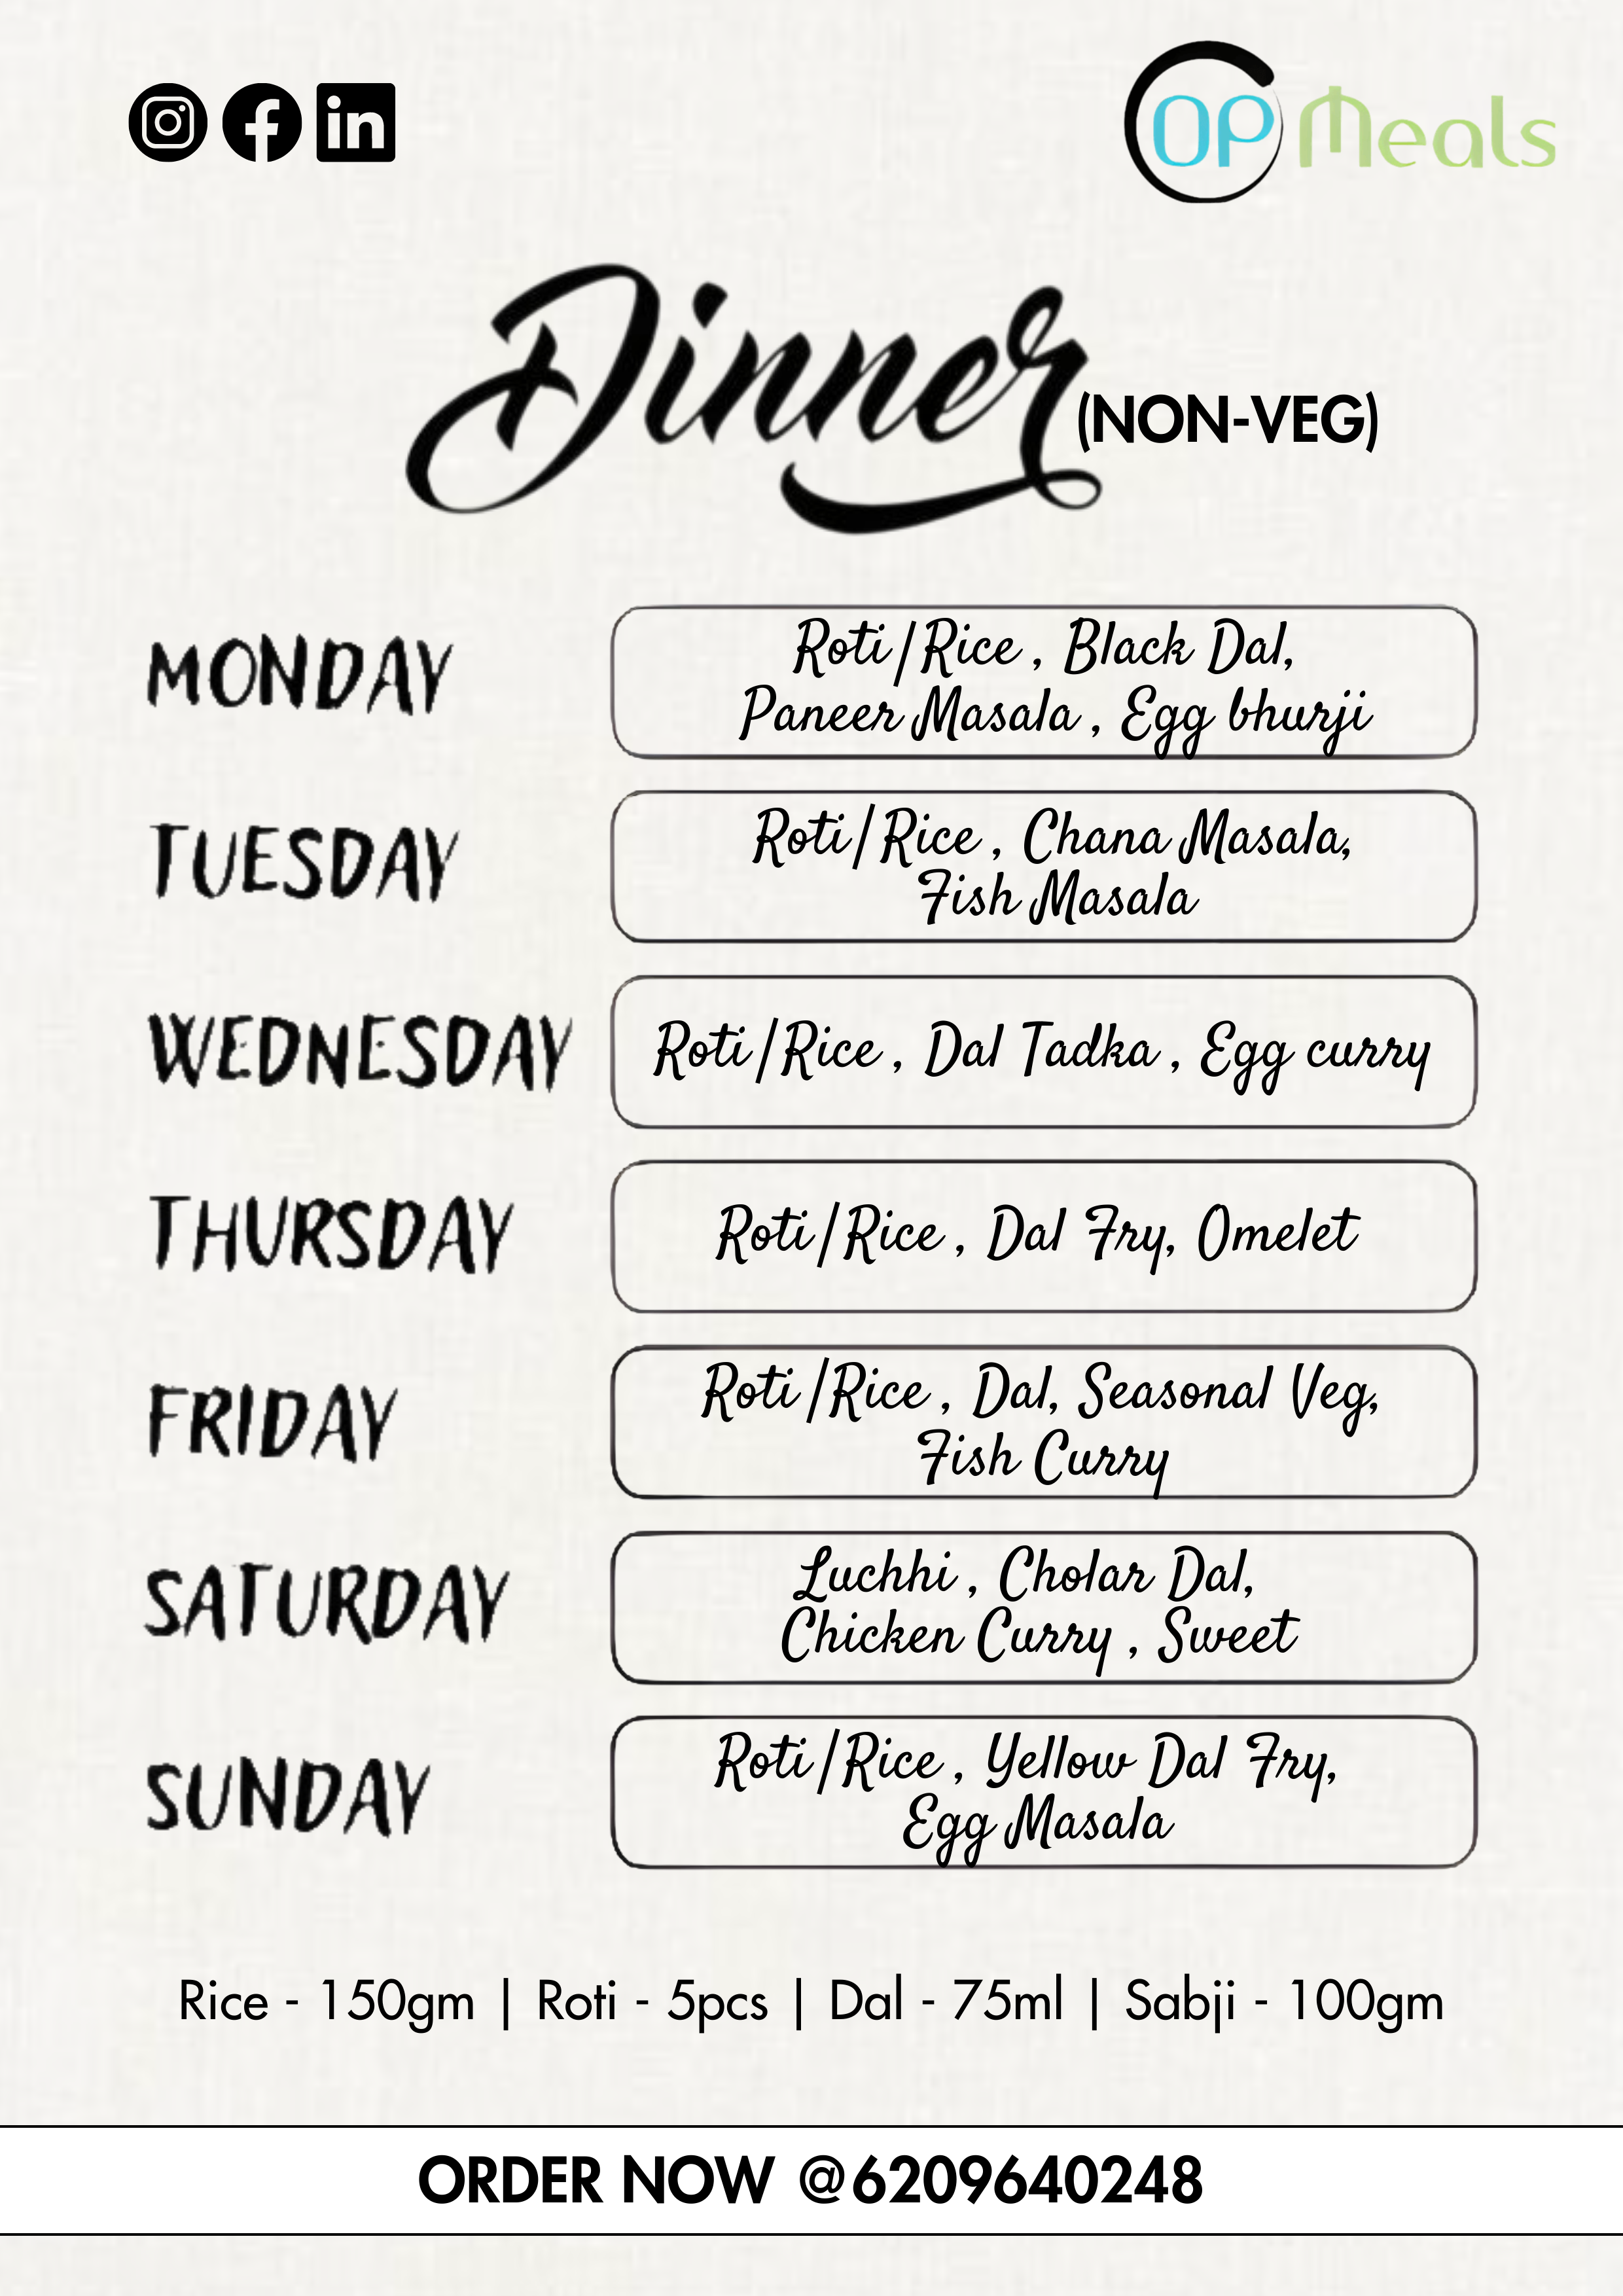 OP Meals
Dinner
(NON-VEG)
MONDAY
Roti/Rice , Black Dal,
Paneer Masala , Egg bhurji
TUESDAY
Roti/Rice , Chana Masala,
Fish Masala
WEDNESDAY
Roti/Rice , Dal Tadka , Egg curry
THURSDAY
Roti/Rice , Dal Fry, Omelet
FRIDAY
Roti/Rice , Dal, Seasonal Veg,
Fish Curry
SATURDAY
Luchhi , Cholar Dal,
Chicken Curry , Sweet
SUNDAY
Roti/Rice , Yellow Dal Fry,
Egg Masala
Rice - 150gm | Roti - 5pcs | Dal - 75ml | Sabji - 100gm
ORDER NOW @6209640248